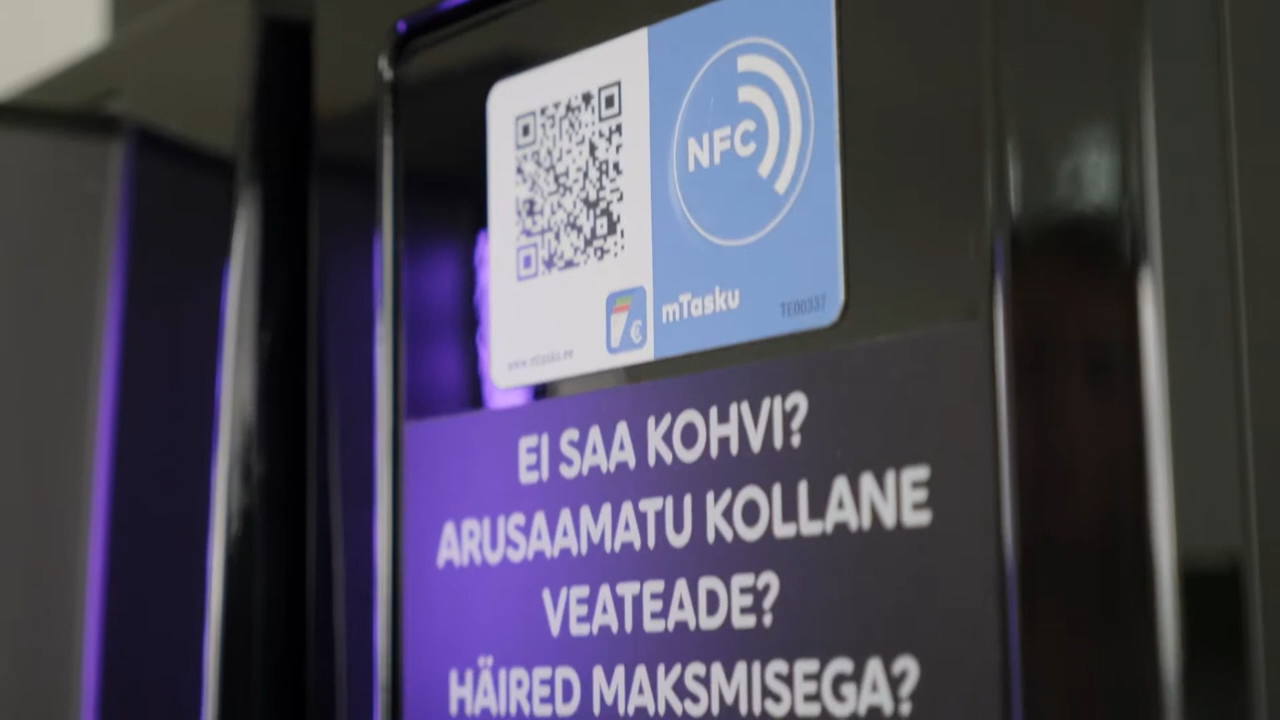 NFC
mTasku
TE00337
www.mtasku.ee
EI SAA KOHVI?
ARUSAAMATU KOLLANE
VEATEADE?
HÄIRED MAKSMISEGA?